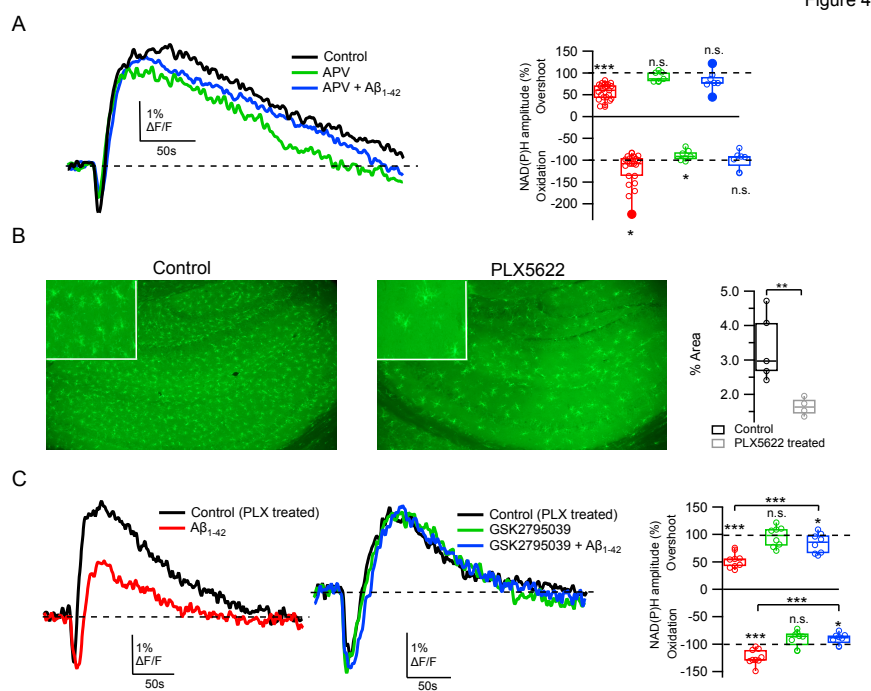 Figure 4
A
Control
APV
APV + Aβ1-42
1%
ΔF/F
50s
NAD(P)H amplitude (%)
Oxidation Overshoot
150
100
50
0
-50
-100
-150
-200
***
n.s.
n.s.
*
*
n.s.
B
Control
PLX5622
% Area
5.0
4.0
3.0
2.0
**
Control
PLX5622 treated
C
Control (PLX treated)
Aβ1-42
1%
ΔF/F
50s
Control (PLX treated)
GSK2795039
GSK2795039 + Aβ1-42
1%
ΔF/F
50s
NAD(P)H amplitude (%)
Oxidation Overshoot
150
100
50
0
-50
-100
-150
***
***
n.s.
*
***
***
n.s.
*